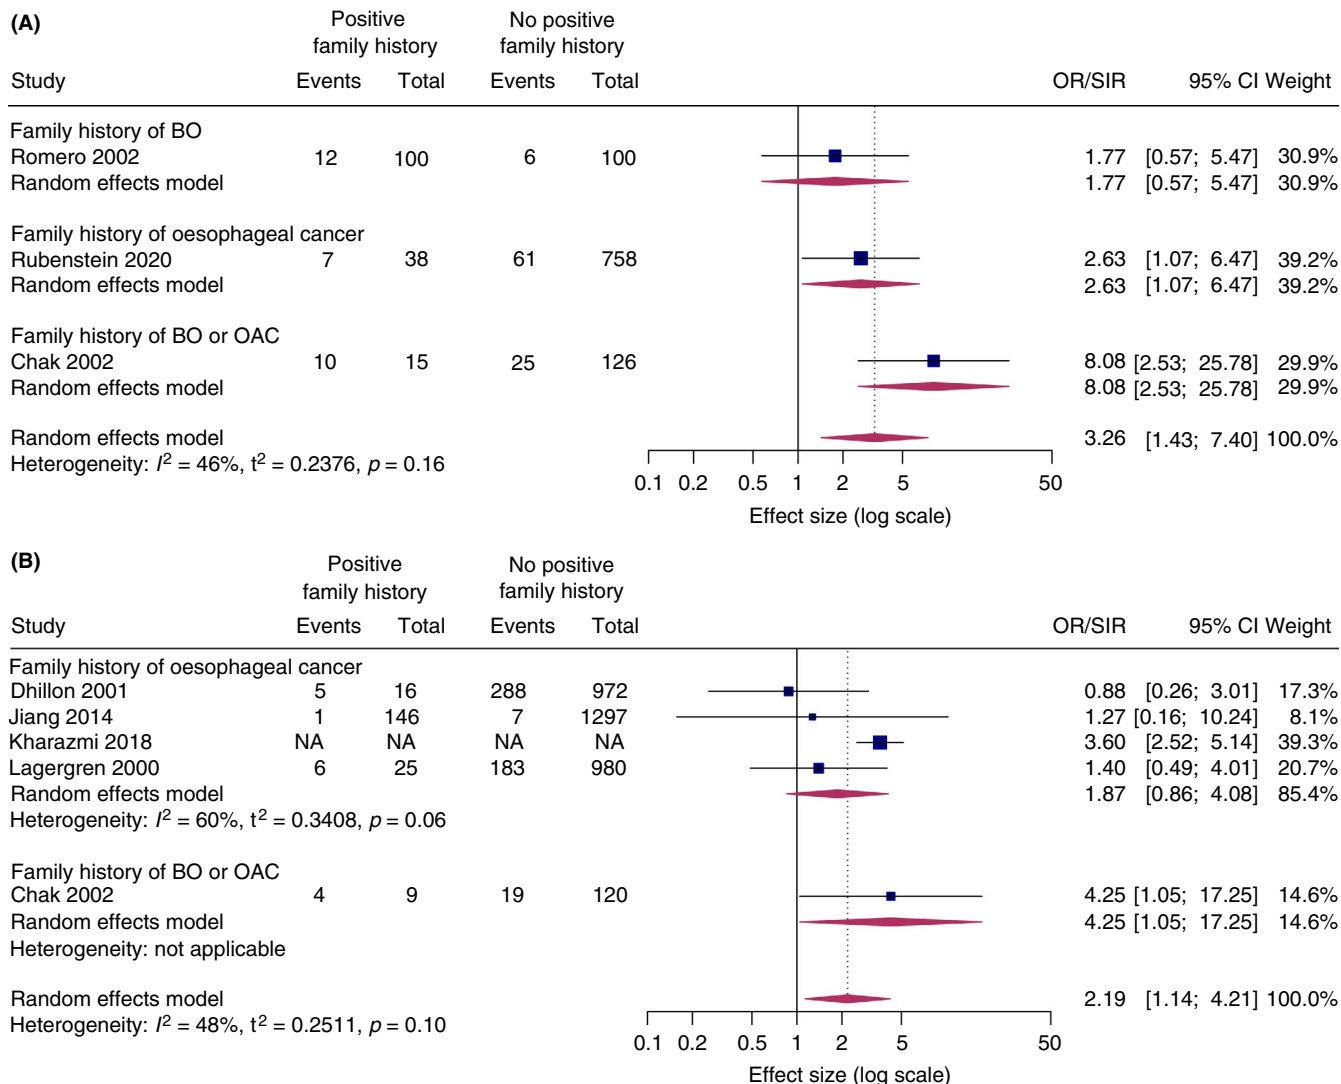 (A)
Positive No positive
family history family history
Study Events Total Events Total OR/SIR 95% CI Weight
Family history of BO
Romero 2002 12 100 6 100 1.77 [0.57; 5.47] 30.9%
Random effects model 1.77 [0.57; 5.47] 30.9%
Family history of oesophageal cancer
Rubenstein 2020 7 38 61 758 2.63 [1.07; 6.47] 39.2%
Random effects model 2.63 [1.07; 6.47] 39.2%
Family history of BO or OAC
Chak 2002 10 15 25 126 8.08 [2.53; 25.78] 29.9%
Random effects model 8.08 [2.53; 25.78] 29.9%
Random effects model 3.26 [1.43; 7.40] 100.0%
Heterogeneity: I² = 46%, t² = 0.2376, p = 0.16
0.1 0.2 0.5 1 2 5 50
Effect size (log scale)
(B)
Positive No positive
family history family history
Study Events Total Events Total OR/SIR 95% CI Weight
Family history of oesophageal cancer
Dhillon 2001 5 16 288 972 0.88 [0.26; 3.01] 17.3%
Jiang 2014 1 146 7 1297 1.27 [0.16; 10.24] 8.1%
Kharazmi 2018 NA NA NA NA 3.60 [2.52; 5.14] 39.3%
Lagergren 2000 6 25 183 980 1.40 [0.49; 4.01] 20.7%
Random effects model 1.87 [0.86; 4.08] 85.4%
Heterogeneity: I² = 60%, t² = 0.3408, p = 0.06
Family history of BO or OAC
Chak 2002 4 9 19 120 4.25 [1.05; 17.25] 14.6%
Random effects model 4.25 [1.05; 17.25] 14.6%
Heterogeneity: not applicable
Random effects model 2.19 [1.14; 4.21] 100.0%
Heterogeneity: I² = 48%, t² = 0.2511, p = 0.10
0.1 0.2 0.5 1 2 5 50
Effect size (log scale)